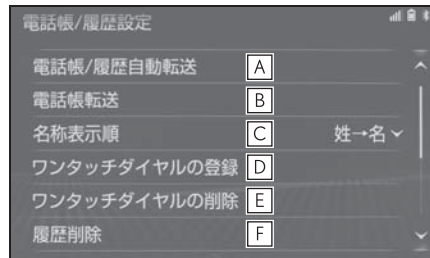 電話帳/履歴設定
電話帳/履歴自動転送 A
電話帳転送 B
名称表示順 C 姓→名
ワンタッチダイヤルの登録 D
ワンタッチダイヤルの削除 E
履歴削除 F